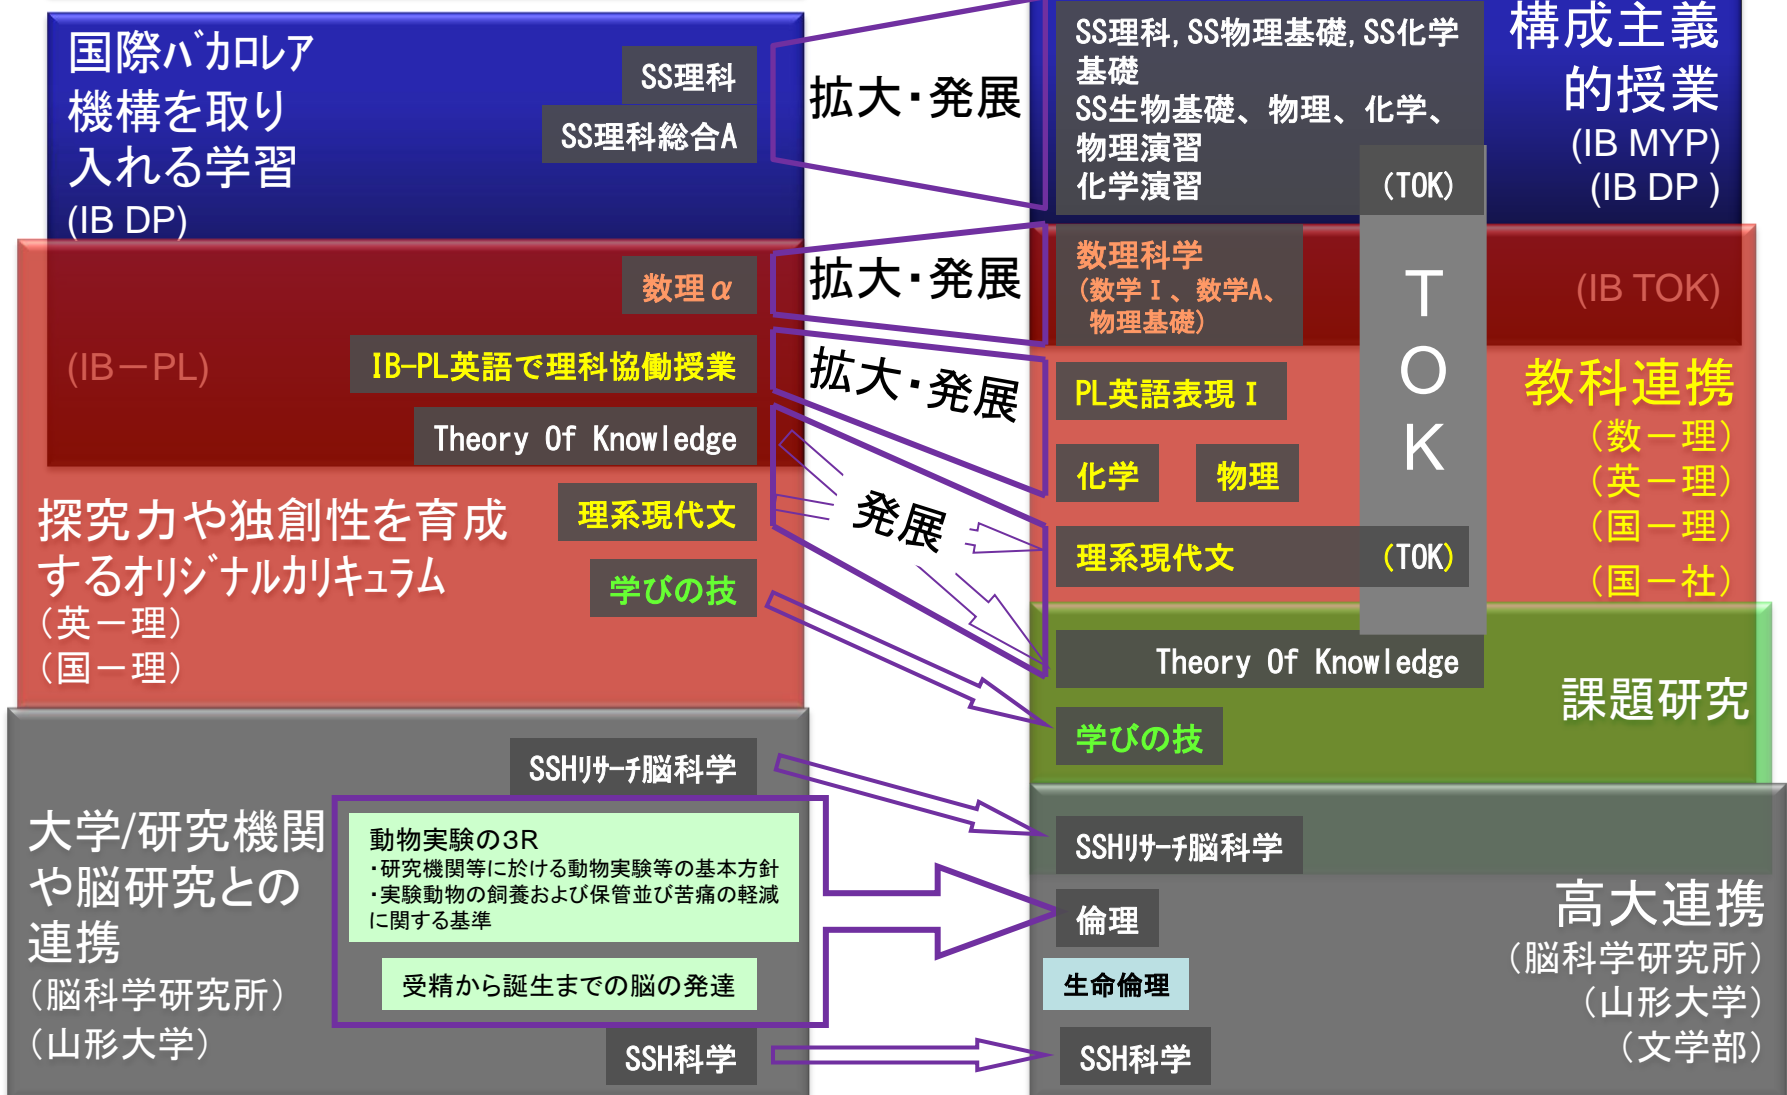 国際バカロレア
機構を取り
入れる学習
(IB DP)
SS理科
SS理科総合A
拡大・発展
SS理科,SS物理基礎,SS化学
基礎
SS生物基礎、物理、化学、
物理演習
化学演習
(TOK)
構成主義
的授業
(IB MYP)
(IB DP )
数理α
拡大・発展
数理科学
(数学Ⅰ、数学A、
物理基礎)
(IB TOK)
TOK
(IB－PL)
IB-PL英語で理科協働授業
拡大・発展
PL英語表現Ⅰ
教科連携
(数－理)
(英－理)
(国－理)
(国－社)
Theory Of Knowledge
化学
物理
探究力や独創性を育成
するオリジナルカリキュラム
(英－理)
(国－理)
理系現代文
発展
理系現代文
(TOK)
学びの技
Theory Of Knowledge
課題研究
学びの技
大学/研究機関
や脳研究との
連携
(脳科学研究所)
(山形大学)
SSHリサーチ脳科学
動物実験の3R
・研究機関等に於ける動物実験等の基本方針
・実験動物の飼養および保管並び苦痛の軽減
に関する基準
受精から誕生までの脳の発達
SSH科学
SSHリサーチ脳科学
倫理
生命倫理
SSH科学
高大連携
(脳科学研究所)
(山形大学)
(文学部)